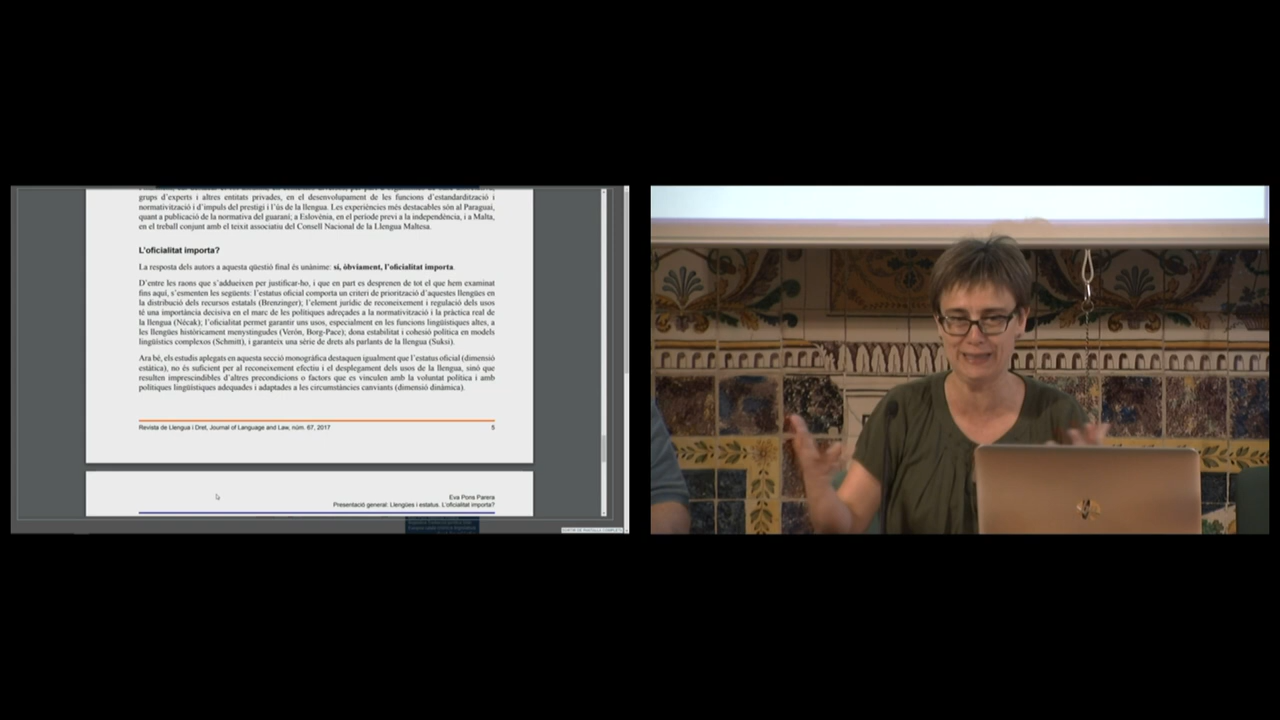 grups d'experts i altres entitats privades, en el desenvolupament de les funcions d'estandardització i
normativització i d'impuls del prestigi i l'ús de la llengua. Les experiències més destacables són al Paraguai,
quant a publicació de la normativa del guaraní; a Eslovènia, en el període previ a la independència, i a Malta,
en el treball conjunt amb el teixit associatiu del Consell Nacional de la Llengua Maltesa.
L'oficialitat importa?
La resposta dels autors a aquesta qüestió final és unànime: sí, òbviament, l'oficialitat importa.
D'entre les raons que s'addueixen per justificar-ho, i que en part es desprenen de tot el que hem examinat
fins aquí, s'esmenten les següents: l'estatus oficial comporta un criteri de priorització d'aquestes llengües en
la distribució dels recursos estatals (Brenzinger); l'element jurídic de reconeixement i regulació dels usos
té una importància decisiva en el marc de les polítiques adreçades a la normativització i la pràctica real de
la llengua (Nécak); l'oficialitat permet garantir uns usos, especialment en les funcions lingüístiques altes, a
les llengües històricament menystingudes (Verón, Borg-Pace); dona estabilitat i cohesió política en models
lingüístics complexos (Schmitt), i garanteix una sèrie de drets als parlants de la llengua (Suksi).
Ara bé, els estudis aplegats en aquesta secció monogràfica destaquen igualment que l'estatus oficial (dimensió
estàtica), no és suficient per al reconeixement efectiu i el desplegament dels usos de la llengua, sinó que
resulten imprescindibles d'altres precondicions o factors que es vinculen amb la voluntat política i amb
polítiques lingüístiques adequades i adaptades a les circumstàncies canviants (dimensió dinàmica).
Revista de Llengua i Dret, Journal of Language and Law, núm. 67, 2017 5
Eva Pons Parera
Presentació general: Llengües i estatus. L'oficialitat importa?